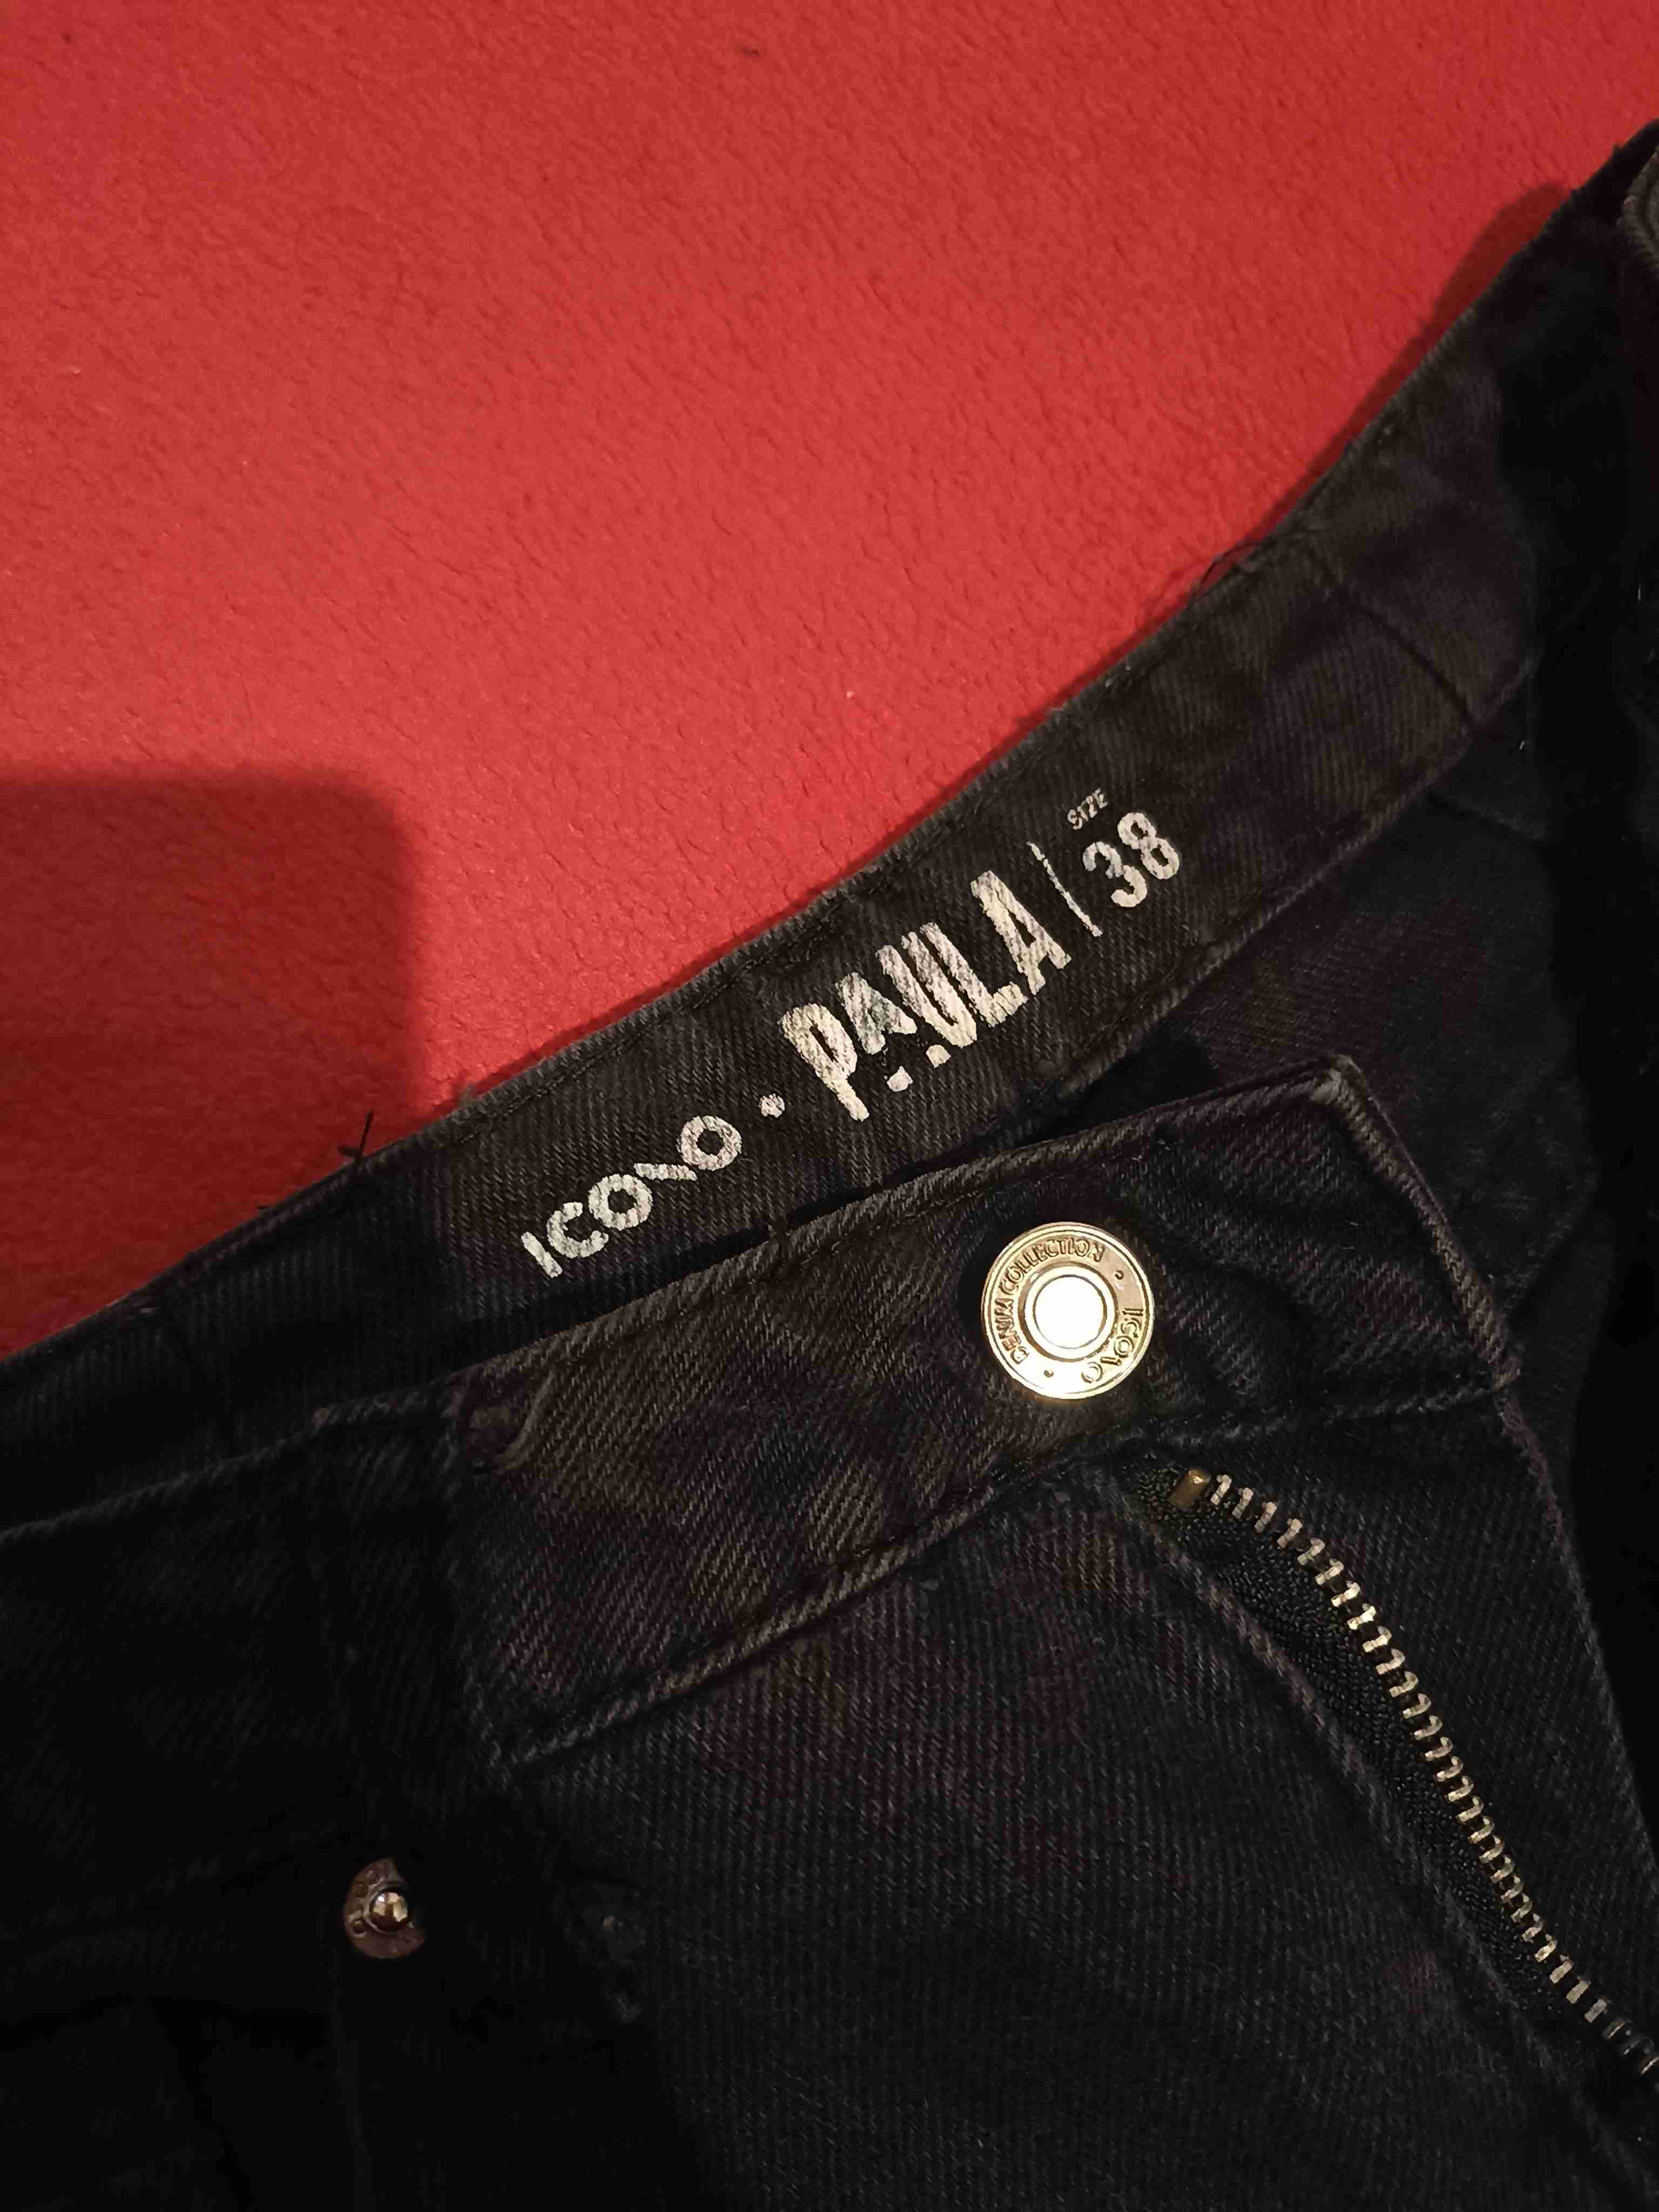 ICONO • PAULA | SIZE 38
DENIM COLLECTION • ICONO •